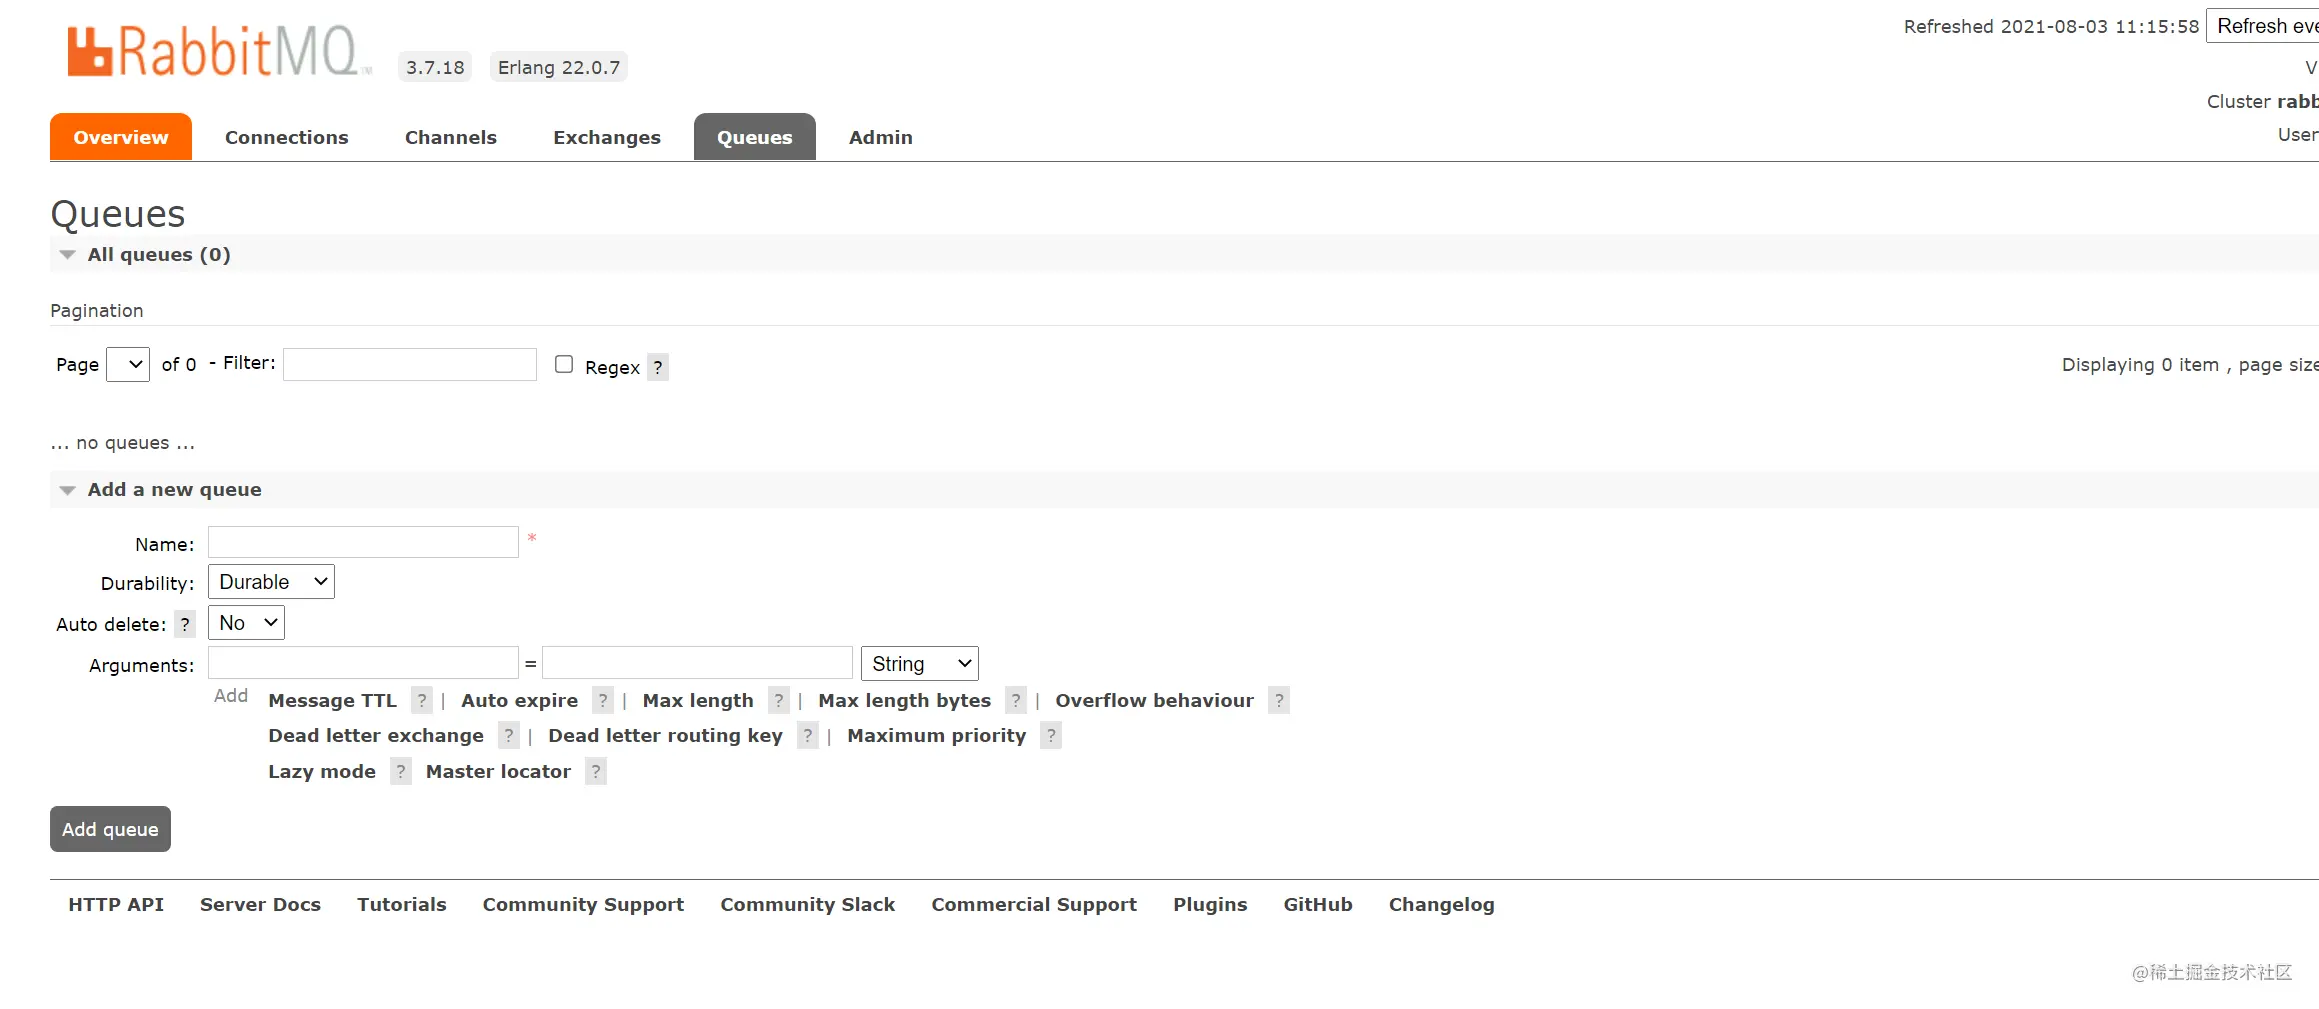 RabbitMQ TM 3.7.18 Erlang 22.0.7
Refreshed 2021-08-03 11:15:58 Refresh eve
V
Cluster rabb
User
Overview Connections Channels Exchanges Queues Admin
Queues
All queues (0)
Pagination
Page of 0 - Filter: Regex ? Displaying 0 item , page size
... no queues ...
Add a new queue
Name: *
Durability: Durable
Auto delete: ? No
Arguments: = String
Add Message TTL ? | Auto expire ? | Max length ? | Max length bytes ? | Overflow behaviour ?
Dead letter exchange ? | Dead letter routing key ? | Maximum priority ?
Lazy mode ? Master locator ?
Add queue
HTTP API Server Docs Tutorials Community Support Community Slack Commercial Support Plugins GitHub Changelog
@稀土掘金技术社区